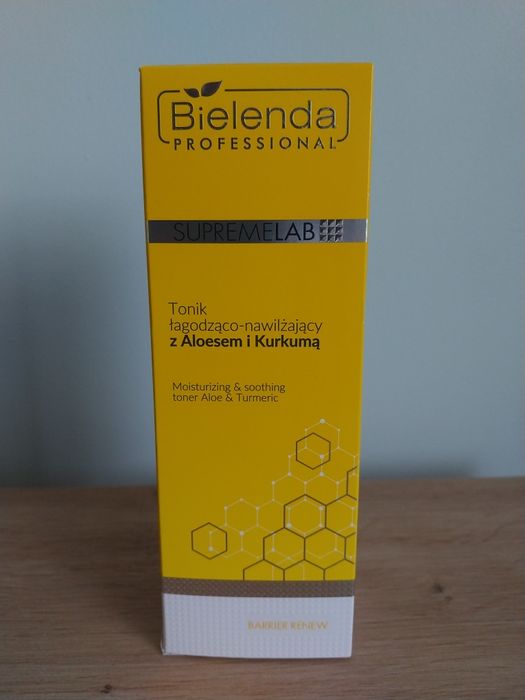 Bielenda
PROFESSIONAL
SUPREMELAB
Tonik
łagodząco-nawilżający
z Aloesem i Kurkumą
Moisturizing & soothing
toner Aloe & Turmeric
BARRIER RENEW